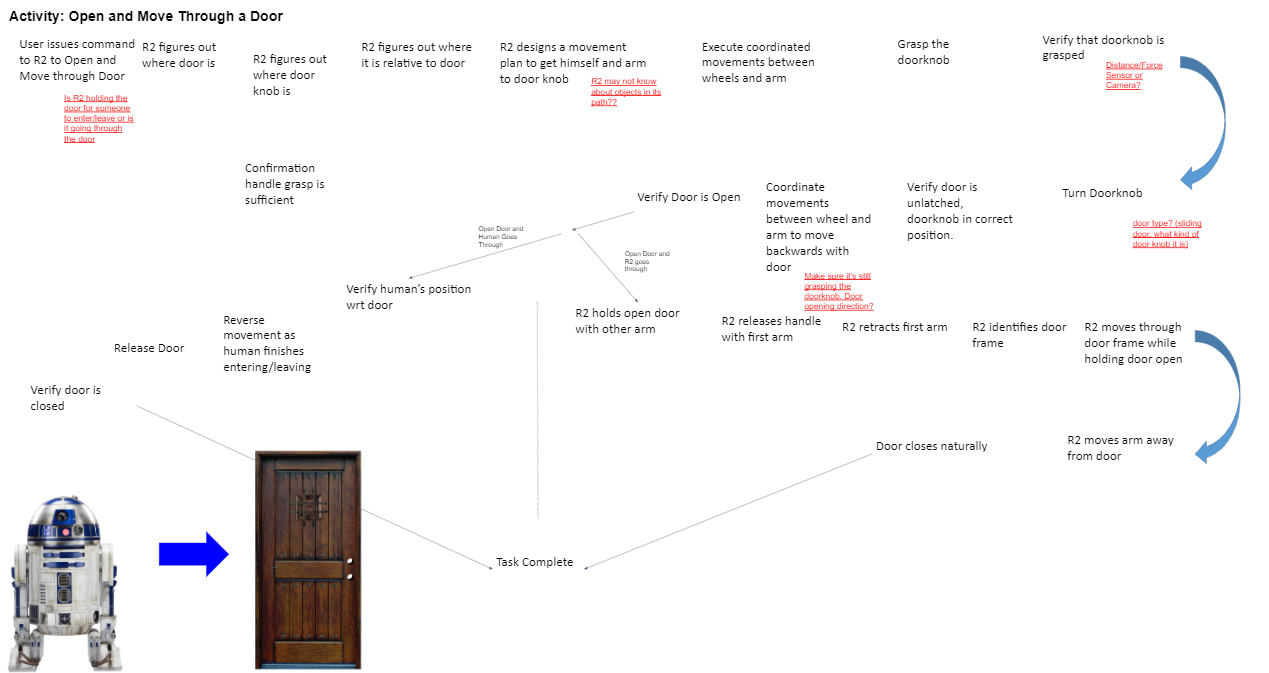 Activity: Open and Move Through a Door
User issues command
to R2 to Open and
Move through Door
Is R2 holding the
door for someone
to enter/leave or is
it going through
the door
R2 figures out
where door is
R2 figures out
where door
knob is
R2 figures out where
it is relative to door
R2 designs a movement
plan to get himself and arm
to door knob
R2 may not know
about objects in its
path??
Execute coordinated
movements between
wheels and arm
Grasp the
doorknob
Verify that doorknob is
grasped
Distance/Force
Sensor or
Camera?
Turn Doorknob
door type? (sliding
door, what kind of
door knob it is)
Verify door is
unlatched,
doorknob in correct
position.
Coordinate
movements
between wheel and
arm to move
backwards with
door
Make sure it's still
grasping the
doorknob. Door
opening direction?
Verify Door is Open
Confirmation
handle grasp is
sufficient
Open Door and
Human Goes
Through
Open Door and
R2 goes
through
Verify human's position
wrt door
Reverse
movement as
human finishes
entering/leaving
Release Door
Verify door is
closed
R2 holds open door
with other arm
R2 releases handle
with first arm
R2 retracts first arm
R2 identifies door
frame
R2 moves through
door frame while
holding door open
R2 moves arm away
from door
Door closes naturally
Task Complete